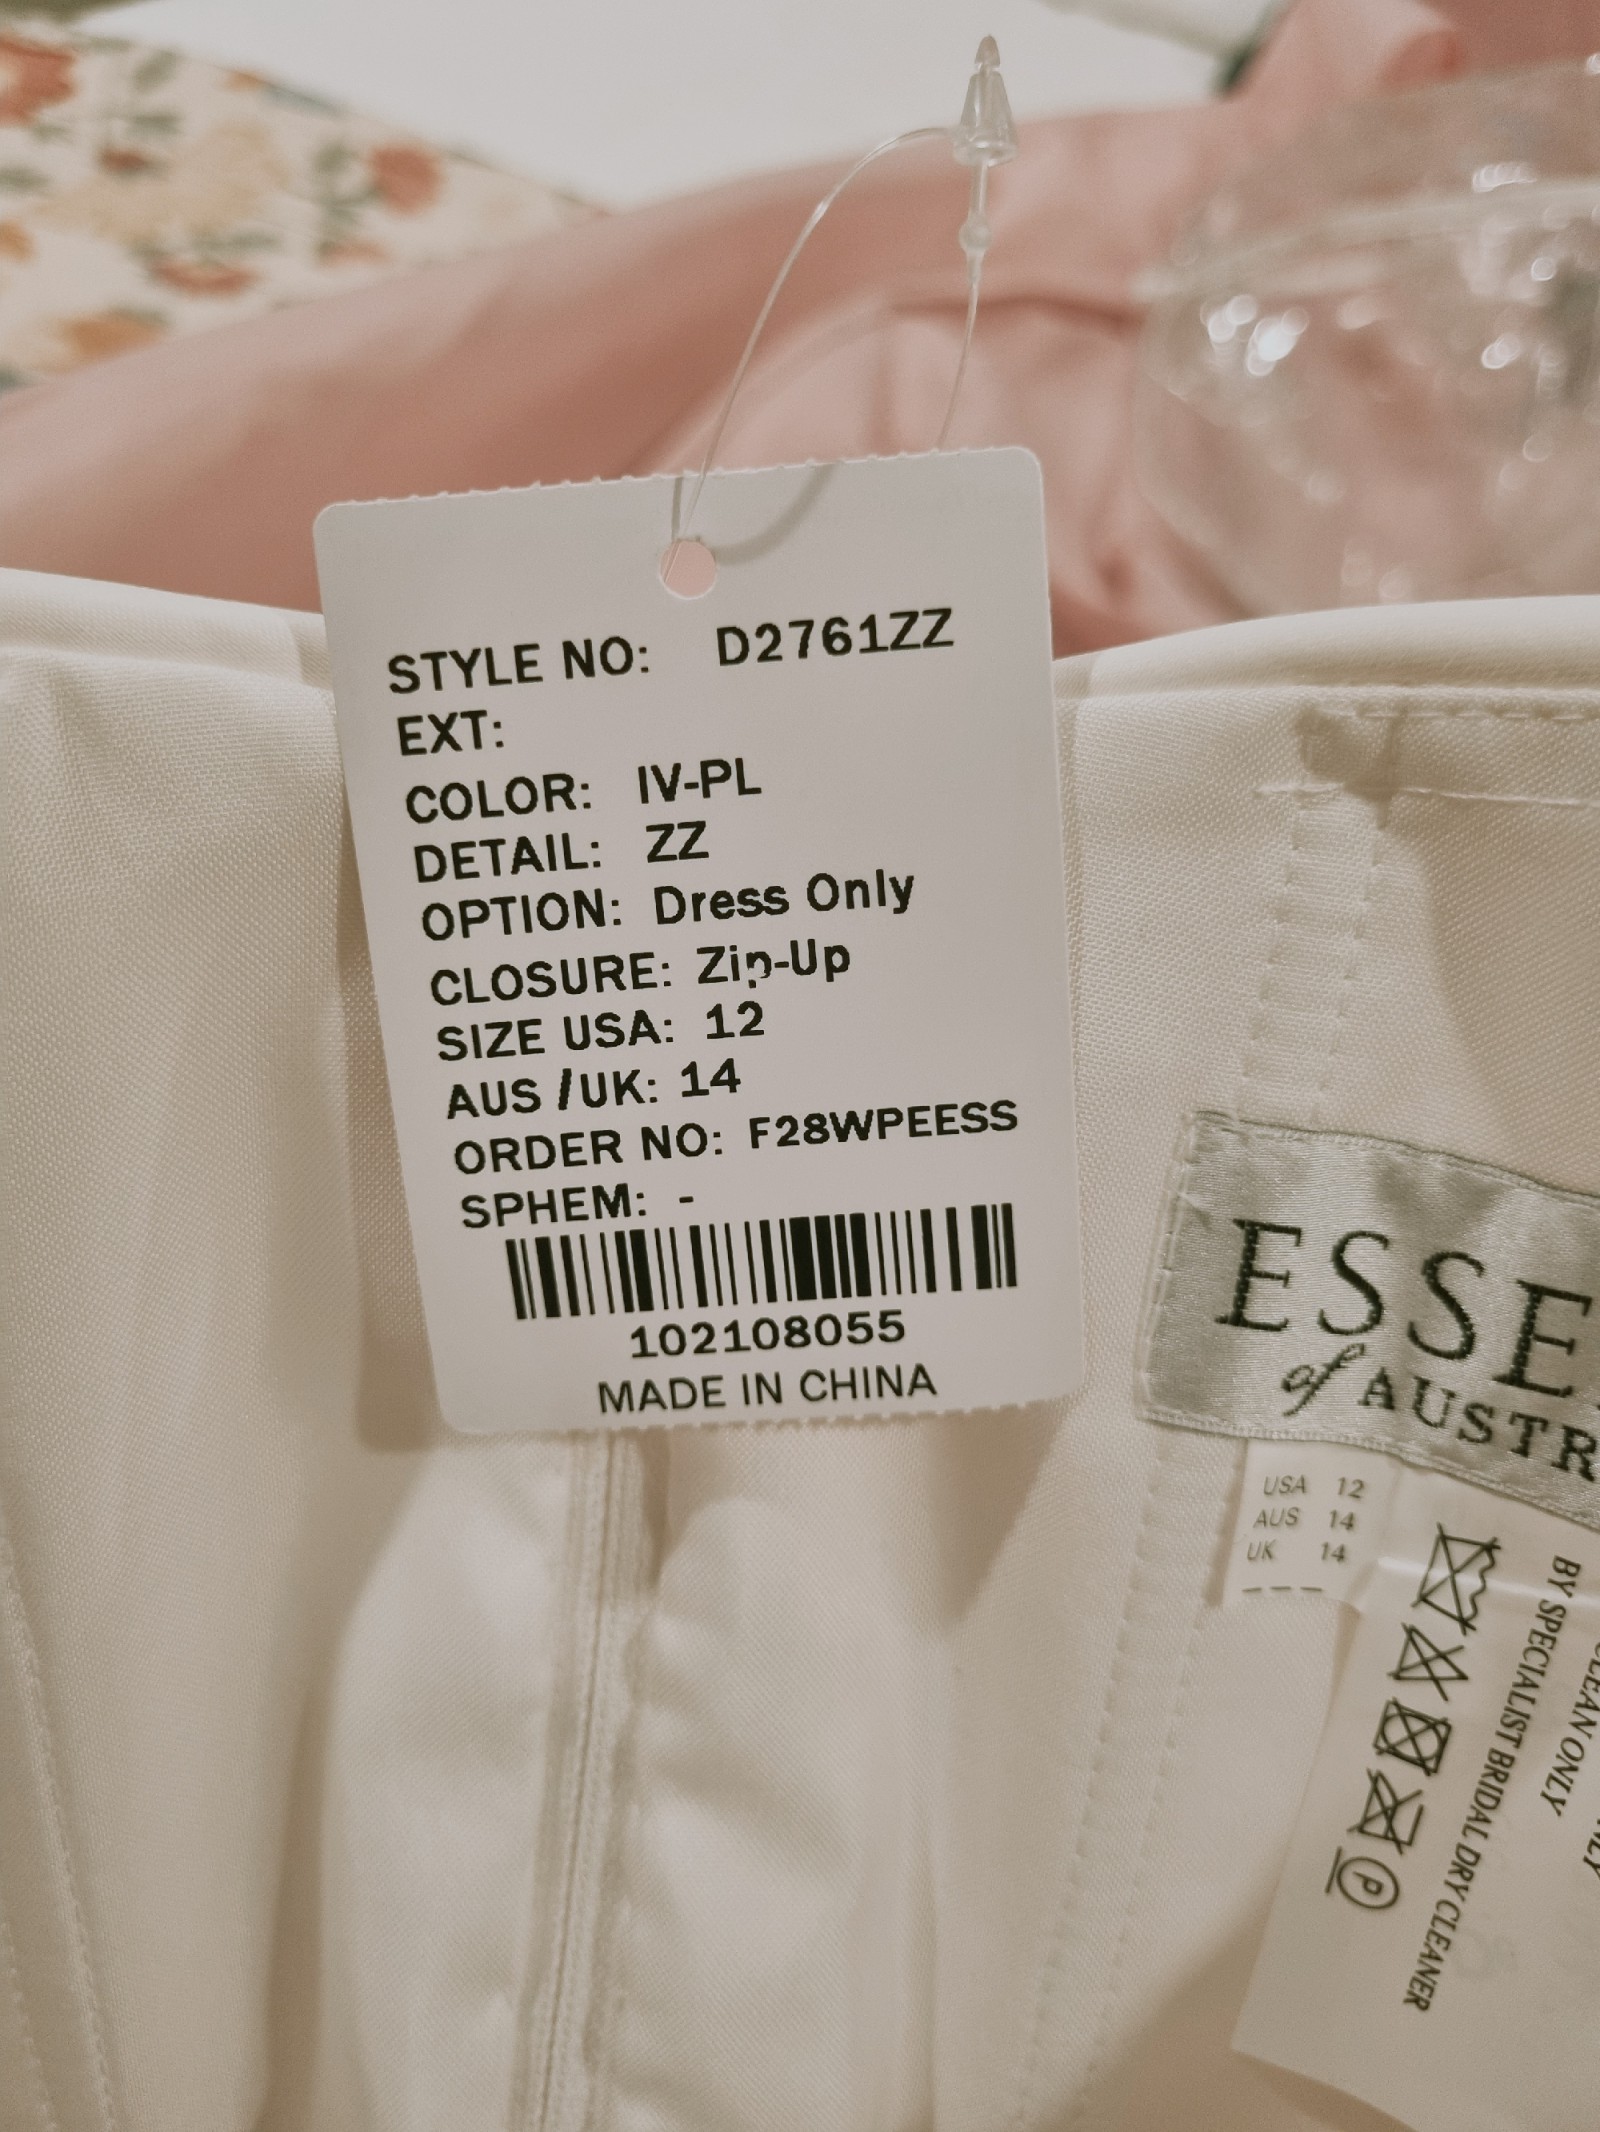 STYLE NO: D2761ZZ
EXT:
COLOR: IV-PL
DETAIL: ZZ
OPTION: Dress Only
CLOSURE: Zip-Up
SIZE USA: 12
AUS /UK: 14
ORDER NO: F28WPEESS
SPHEM: -
102108055
MADE IN CHINA
ESSE
of AUSTR
USA 12
AUS 14
UK 14
CLEAN ONLY
BY SPECIALIST BRIDAL DRY CLEANER
P